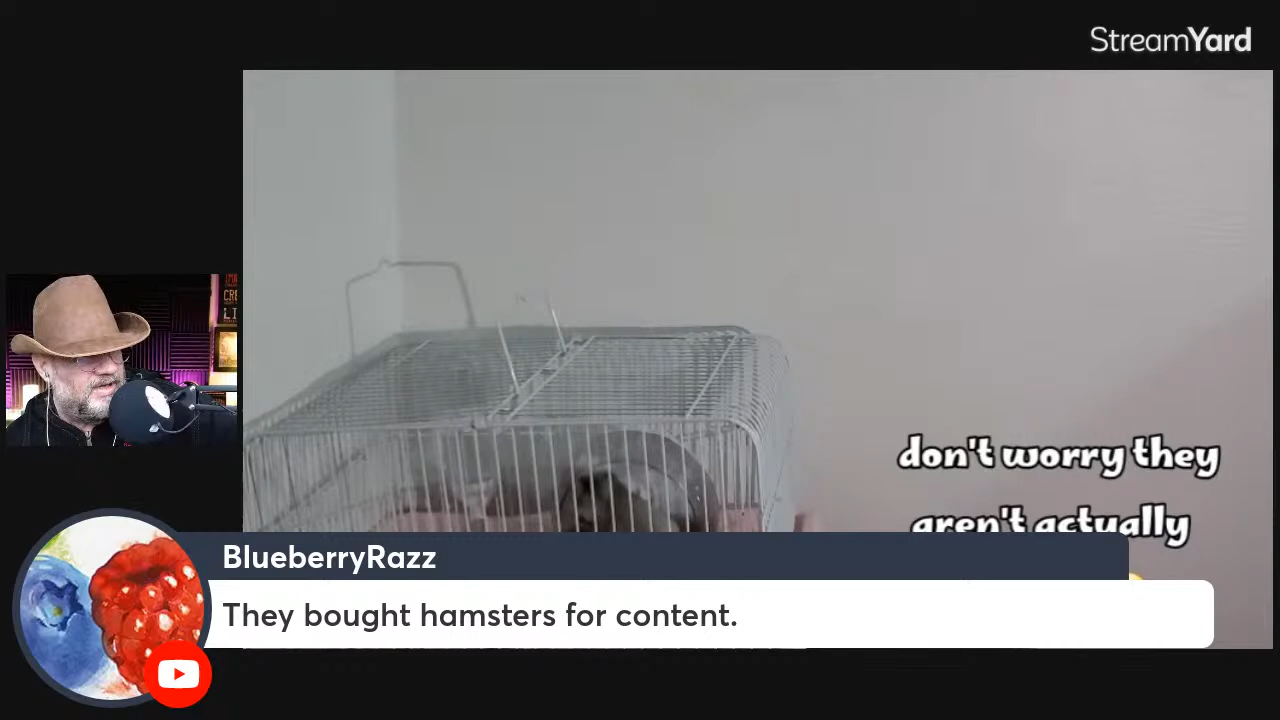 StreamYard
don't worry they
aren't actually
BlueberryRazz
They bought hamsters for content.